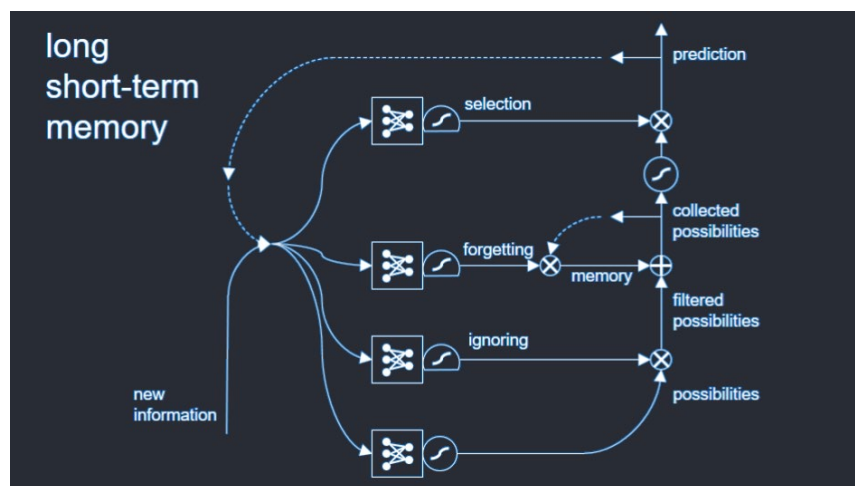 long
short-term
memory
prediction
selection
collected
possibilities
forgetting
memory
filtered
possibilities
ignoring
new
information
possibilities